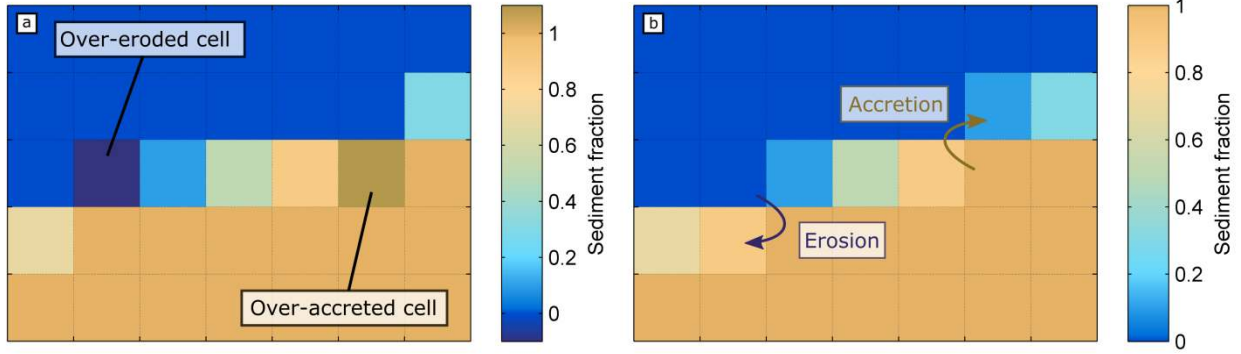 a
Over-eroded cell
Over-accreted cell
1
0.8
0.6
0.4
0.2
0
Sediment fraction
b
Accretion
Erosion
1
0.8
0.6
0.4
0.2
0
Sediment fraction